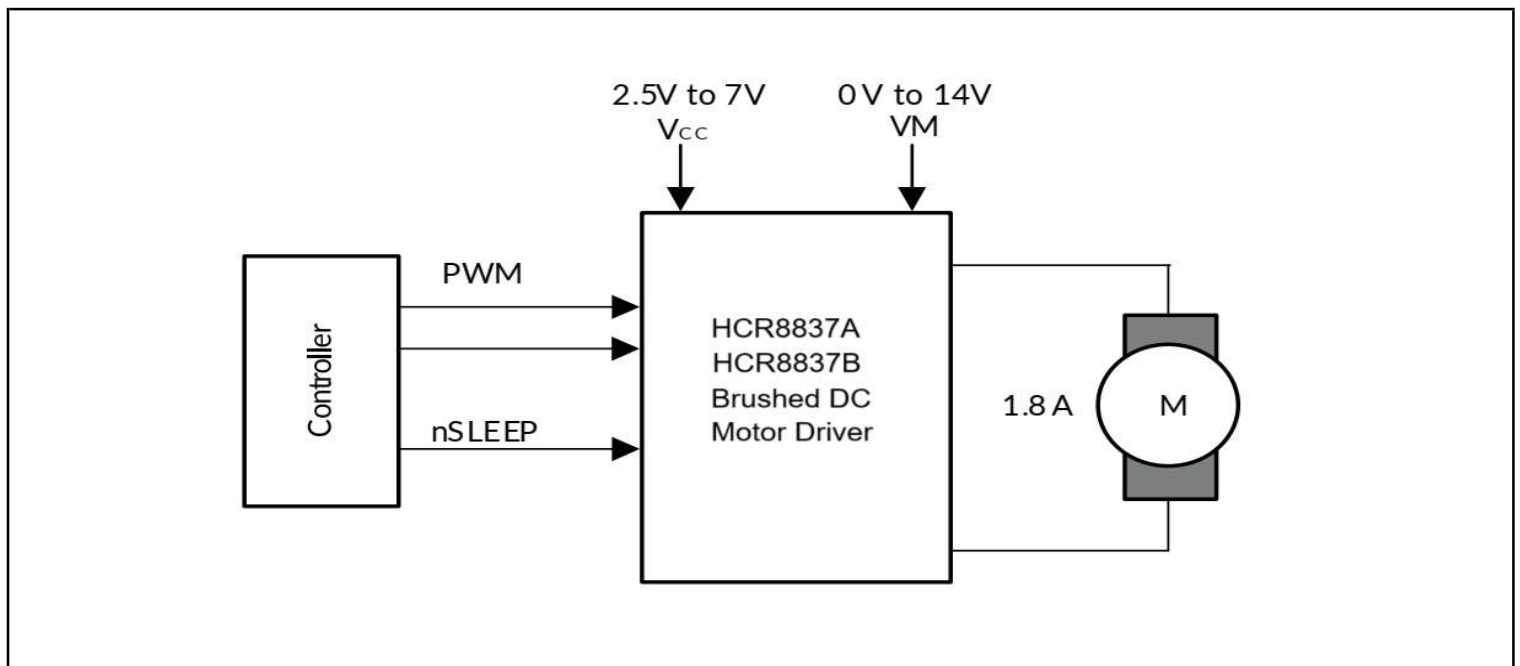 2.5V to 7V
VCC
0 V to 14V
VM
PWM
Controller
nSLEEP
HCR8837A
HCR8837B
Brushed DC
Motor Driver
1.8 A
M